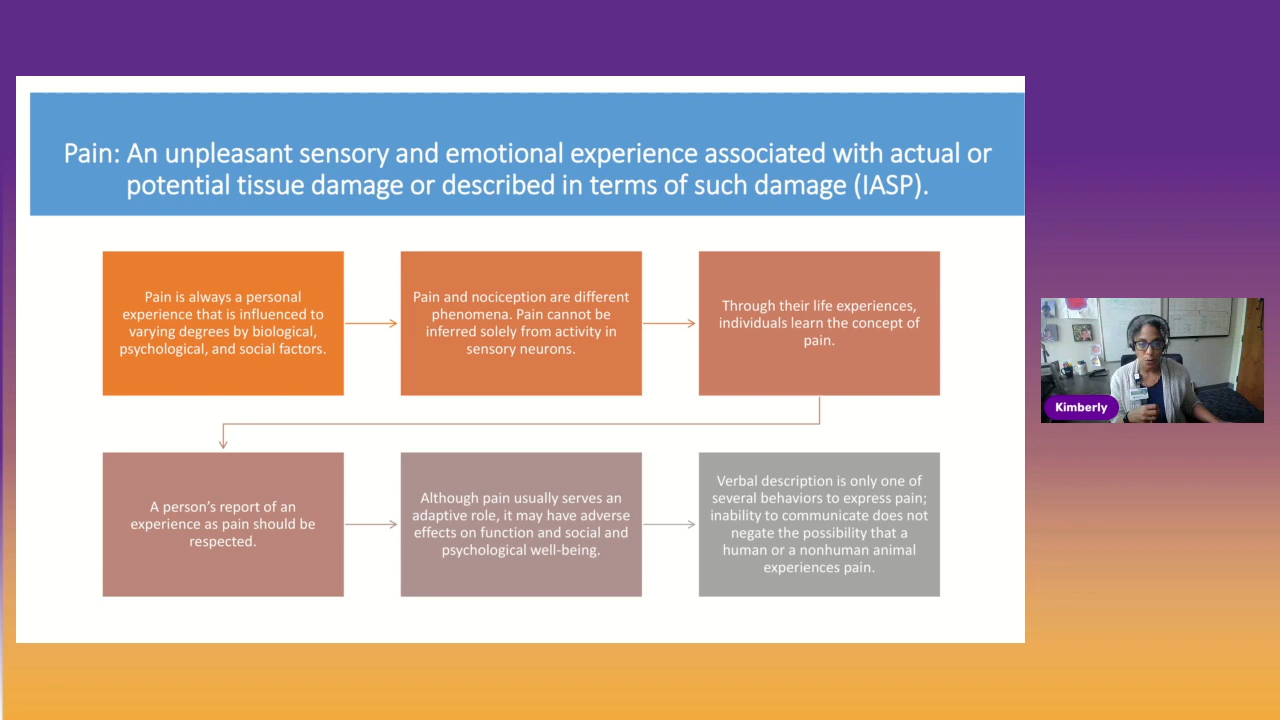 Pain: An unpleasant sensory and emotional experience associated with actual or
potential tissue damage or described in terms of such damage (IASP).
Pain is always a personal
experience that is influenced to
varying degrees by biological,
psychological, and social factors.
Pain and nociception are different
phenomena. Pain cannot be
inferred solely from activity in
sensory neurons.
Through their life experiences,
individuals learn the concept of
pain.
A person’s report of an
experience as pain should be
respected.
Although pain usually serves an
adaptive role, it may have adverse
effects on function and social and
psychological well-being.
Verbal description is only one of
several behaviors to express pain;
inability to communicate does not
negate the possibility that a
human or a nonhuman animal
experiences pain.
Kimberly